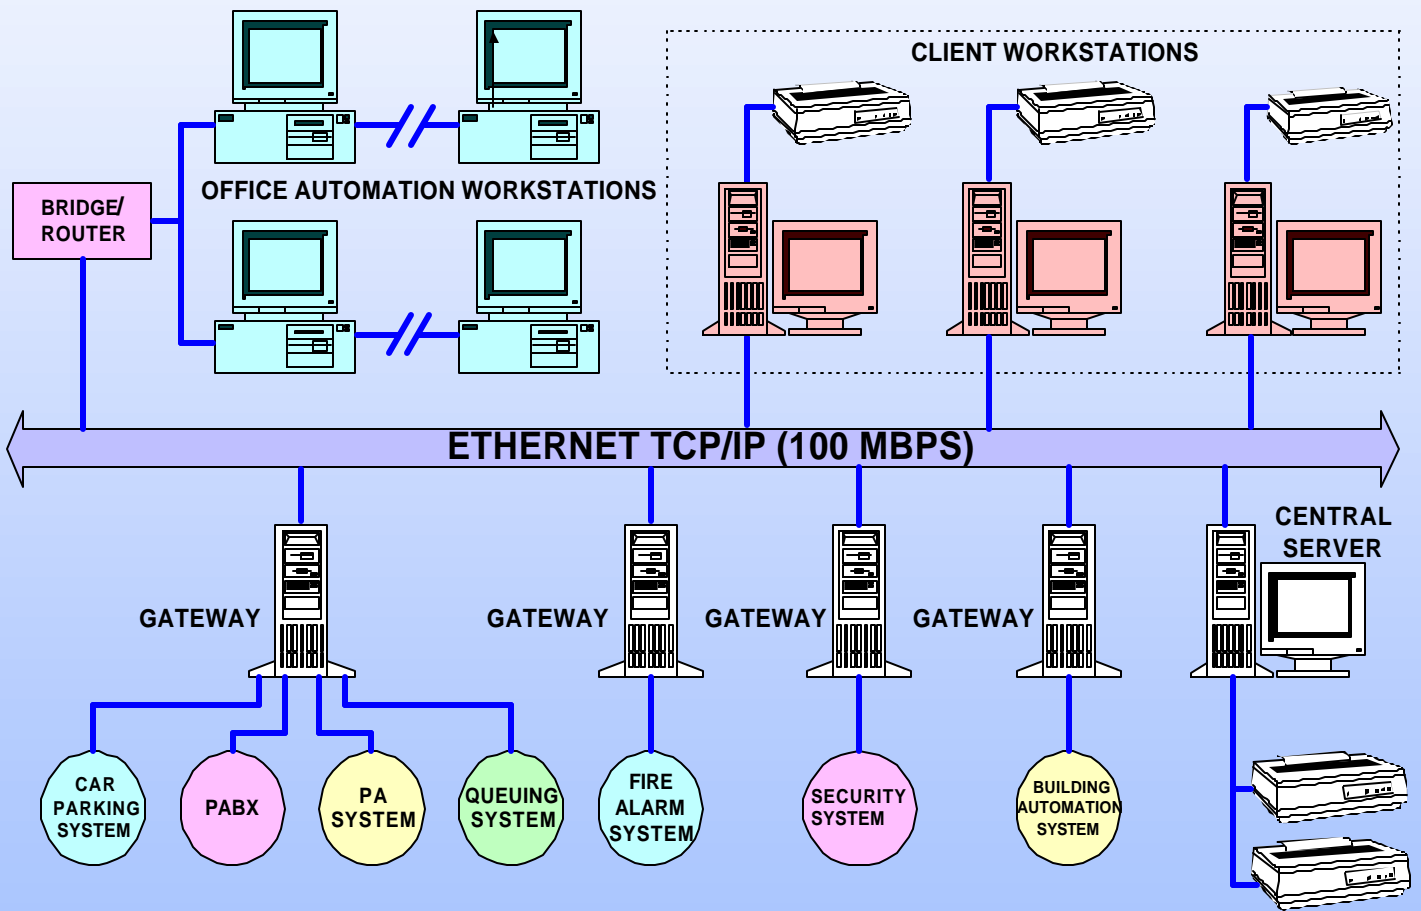 CLIENT WORKSTATIONS
OFFICE AUTOMATION WORKSTATIONS
BRIDGE/
ROUTER
ETHERNET TCP/IP (100 MBPS)
CENTRAL
SERVER
GATEWAY
GATEWAY
GATEWAY
GATEWAY
CAR
PARKING
SYSTEM
PABX
PA
SYSTEM
QUEUING
SYSTEM
FIRE
ALARM
SYSTEM
SECURITY
SYSTEM
BUILDING
AUTOMATION
SYSTEM